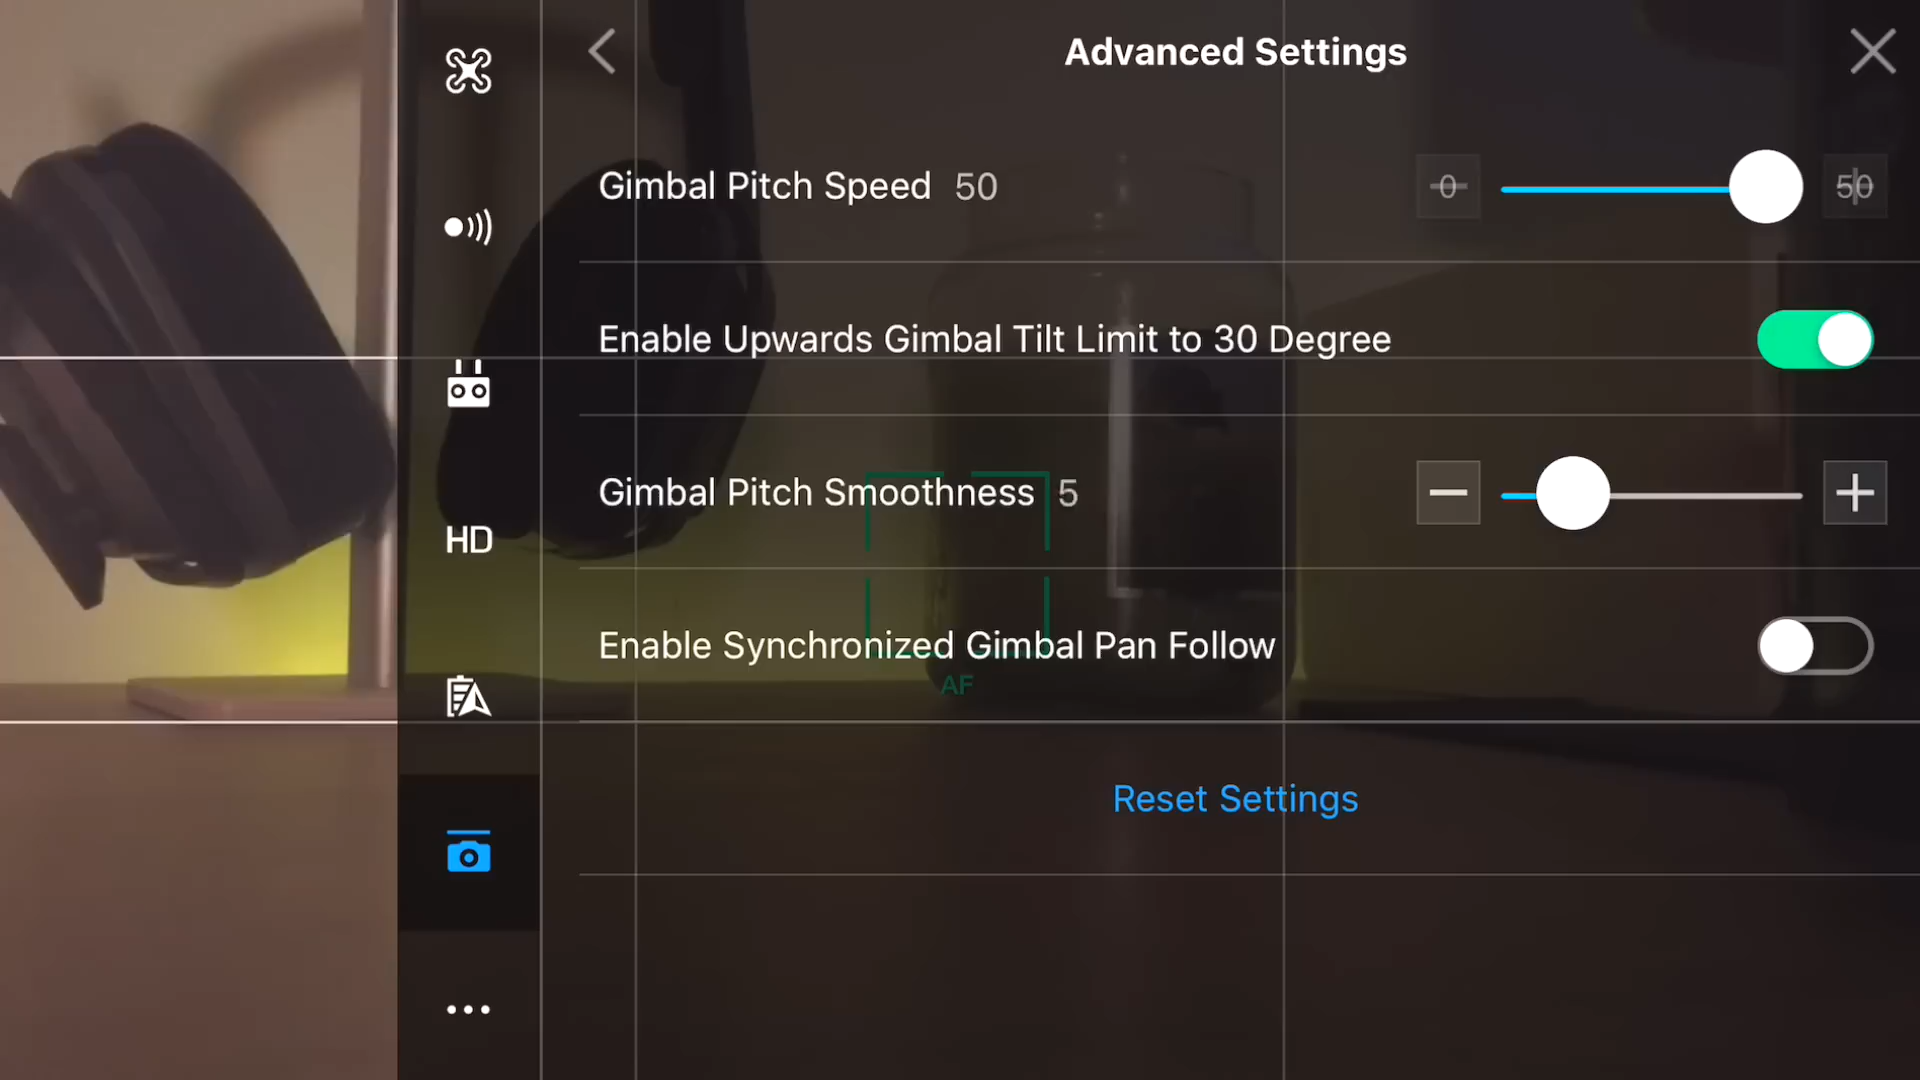 Advanced Settings
Gimbal Pitch Speed 50
0
50
Enable Upwards Gimbal Tilt Limit to 30 Degree
Gimbal Pitch Smoothness 5
HD
Enable Synchronized Gimbal Pan Follow
AF
Reset Settings